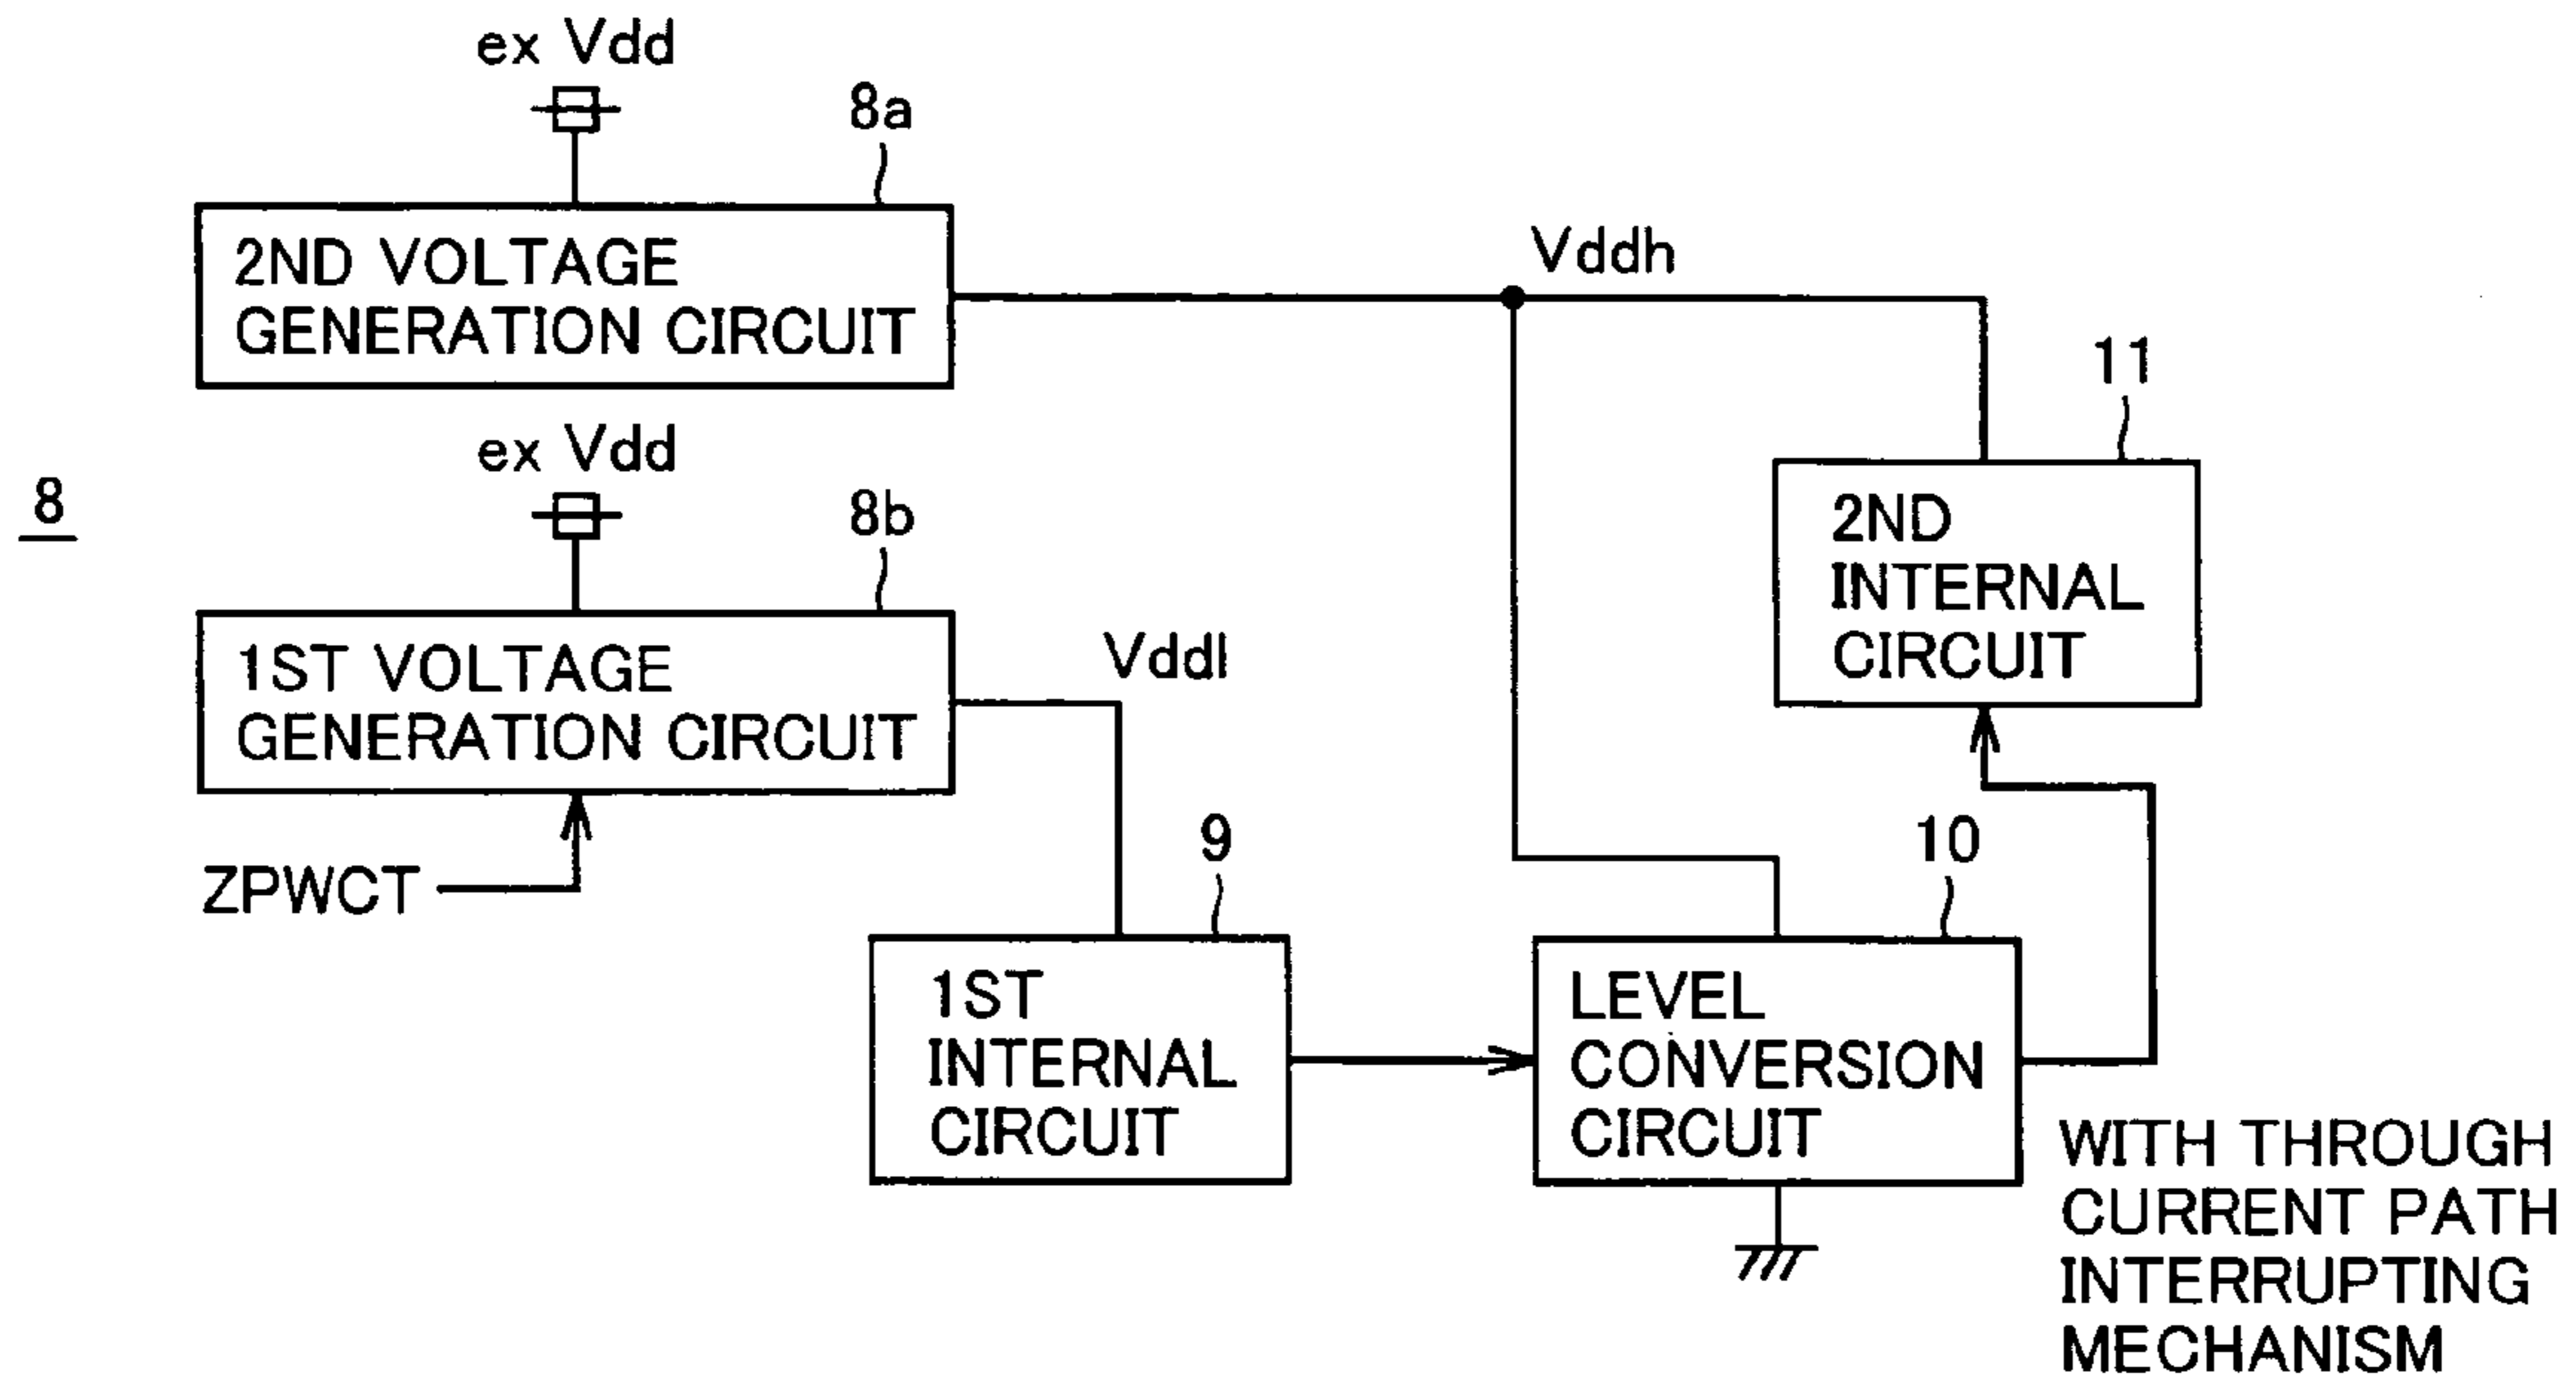 ex Vdd
8a
2ND VOLTAGE
GENERATION CIRCUIT
Vddh
11
ex Vdd
8
8b
2ND
INTERNAL
CIRCUIT
1ST VOLTAGE
GENERATION CIRCUIT
Vddl
ZPWCT
9
10
1ST
INTERNAL
CIRCUIT
LEVEL
CONVERSION
CIRCUIT
WITH THROUGH
CURRENT PATH
INTERRUPTING
MECHANISM